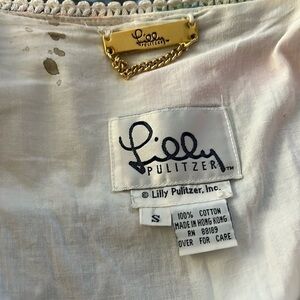 Lilly
PULITZER
Lilly
PULITZER™
© Lilly Pulitzer, Inc.
S
100% COTTON
MADE IN HONG KONG
RN 88189
OVER FOR CARE